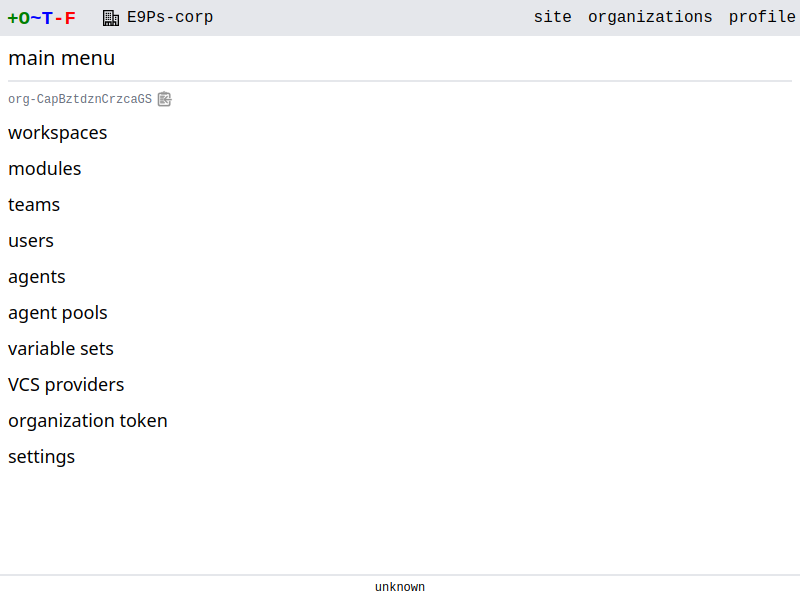 +O~T-F E9Ps-corp site organizations profile
main menu
org-CapBztdznCrzcaGS
workspaces
modules
teams
users
agents
agent pools
variable sets
VCS providers
organization token
settings
unknown